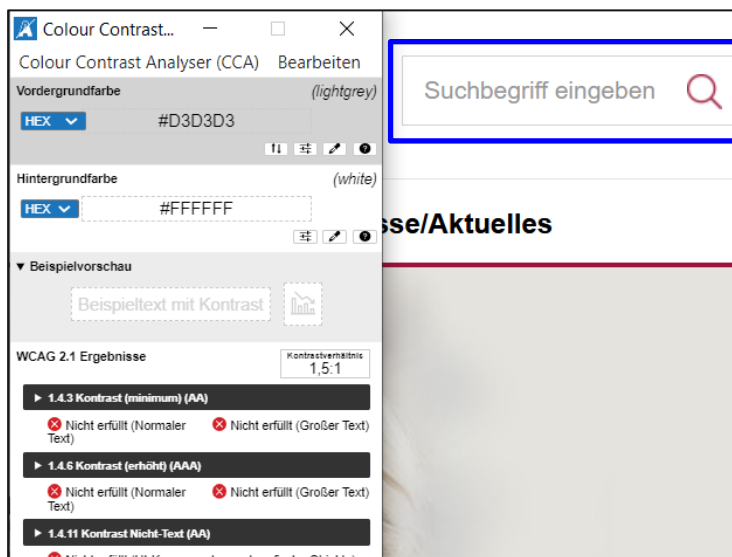 Colour Contrast...
Colour Contrast Analyser (CCA) Bearbeiten
Vordergrundfarbe (lightgrey)
HEX #D3D3D3
Hintergrundfarbe (white)
HEX #FFFFFF
▼ Beispielvorschau
Beispieltext mit Kontrast
WCAG 2.1 Ergebnisse
Kontrastverhältnis
1,5:1
▶ 1.4.3 Kontrast (minimum) (AA)
Nicht erfüllt (Normaler Text) Nicht erfüllt (Großer Text)
▶ 1.4.6 Kontrast (erhöht) (AAA)
Nicht erfüllt (Normaler Text) Nicht erfüllt (Großer Text)
▶ 1.4.11 Kontrast Nicht-Text (AA)
Suchbegriff eingeben
sse/Aktuelles